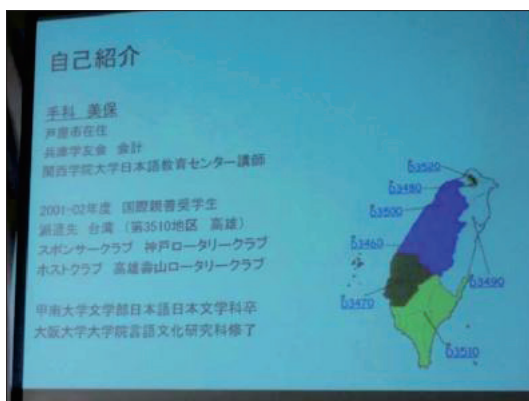 自己紹介
手科 美保
芦屋市在住
兵庫学友会 会計
関西学院大学日本語教育センター講師
2001-02年度 国際親善奨学生
派遣先 台湾 (第3510地区 高雄)
スポンサークラブ 神戸ロータリークラブ
ホストクラブ 高雄壽山ロータリークラブ
甲南大学文学部日本語日本文学科卒
大阪大学大学院言語文化研究科修了
D3520
D3480
D3500
D3460
D3490
D3470
D3510